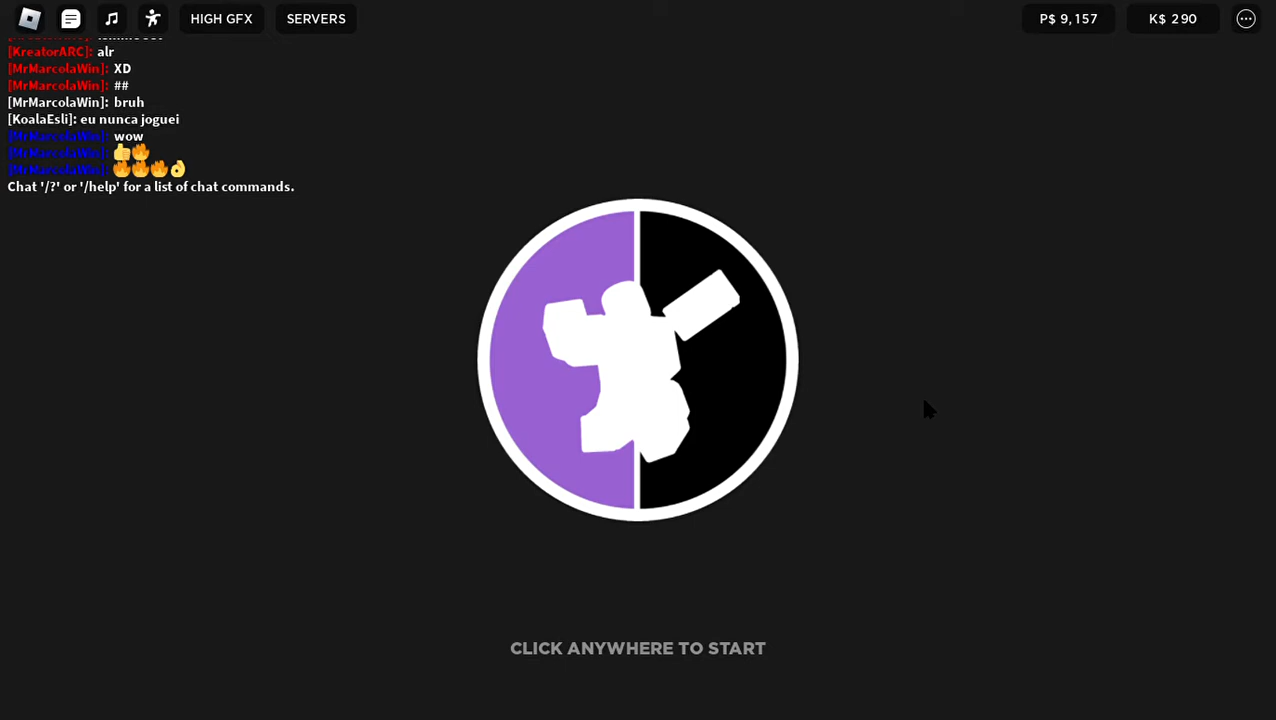 HIGH GFX
SERVERS
P$ 9,157
K$ 290
[KreatorARC]: alr
[MrMarcolaWin]: XD
[MrMarcolaWin]: ##
[MrMarcolaWin]: bruh
[KoalaEsli]: eu nunca joguei
[MrMarcolaWin]: wow
[MrMarcolaWin]: 👍🔥
[MrMarcolaWin]: 🔥🔥🔥👌
Chat '/?' or '/help' for a list of chat commands.
CLICK ANYWHERE TO START